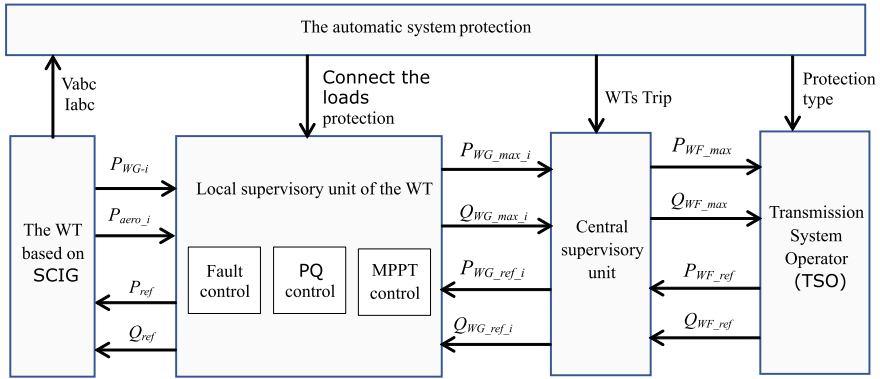 The automatic system protection
Vabc
Iabc
Connect the
loads
protection
WTs Trip
Protection
type
P_WG-i
P_aero_i
P_ref
Q_ref
The WT
based on
SCIG
Local supervisory unit of the WT
Fault
control
PQ
control
MPPT
control
P_WG_max_i
Q_WG_max_i
P_WG_ref_i
Q_WG_ref_i
Central
supervisory
unit
P_WF_max
Q_WF_max
P_WF_ref
Q_WF_ref
Transmission
System
Operator
(TSO)